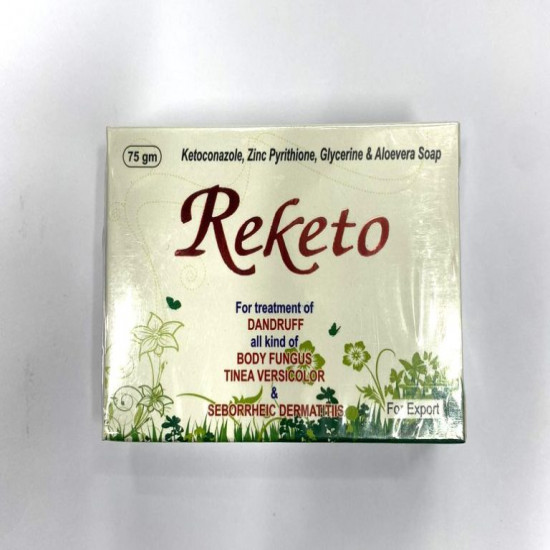 75 gm
Ketoconazole, Zinc Pyrithione, Glycerine & Aloevera Soap
Reketo
For treatment of
DANDRUFF
all kind of
BODY FUNGUS
TINEA VERSICOLOR
&
SEBORRHEIC DERMATITIIS
For Export